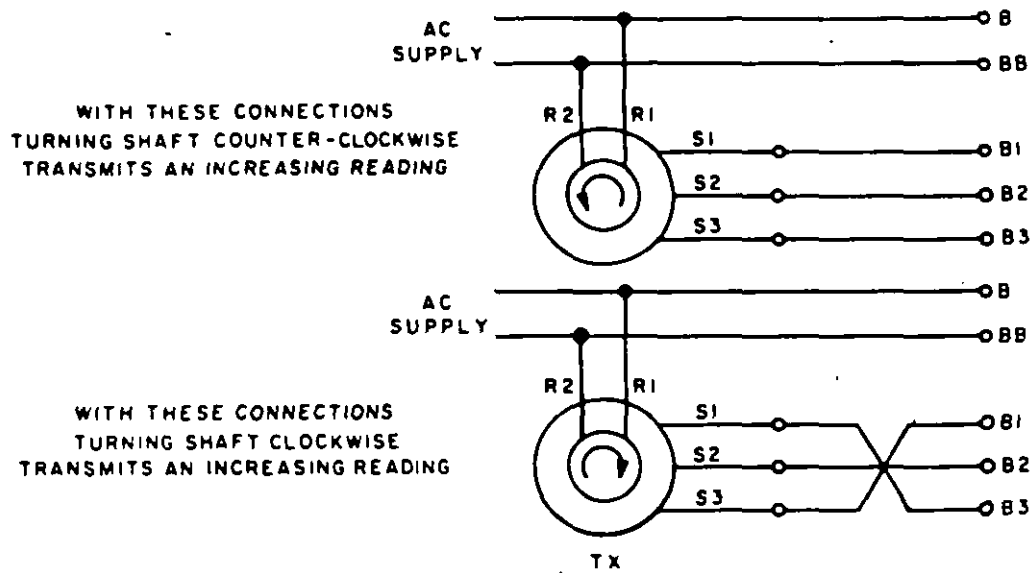 AC
SUPPLY
B
BB
WITH THESE CONNECTIONS
TURNING SHAFT COUNTER-CLOCKWISE
TRANSMITS AN INCREASING READING
R2 R1
S1 B1
S2 B2
S3 B3
AC
SUPPLY
B
BB
WITH THESE CONNECTIONS
TURNING SHAFT CLOCKWISE
TRANSMITS AN INCREASING READING
R2 R1
S1 B1
S2 B2
S3 B3
TX